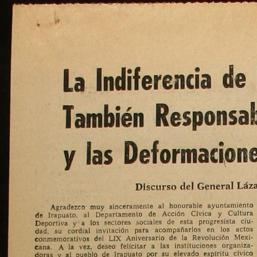 La Indiferencia de
También Responsab
y las Deformacione
Discurso del General Láza
Agradezco muy sinceramente al honorable ayuntamiento
de Irapuato, al Departamento de Acción Cívica y Cultura
Deportiva y a los sectores sociales de esta progresista ciu-
dad, su cordial invitación para acompañarlos en los actos
conmemorativos del LIX Aniversario de la Revolución Mexi-
cana. A la vez, deseo felicitar a las instituciones organiza-
doras y al pueblo de Irapuato por su elevado espíritu cívico